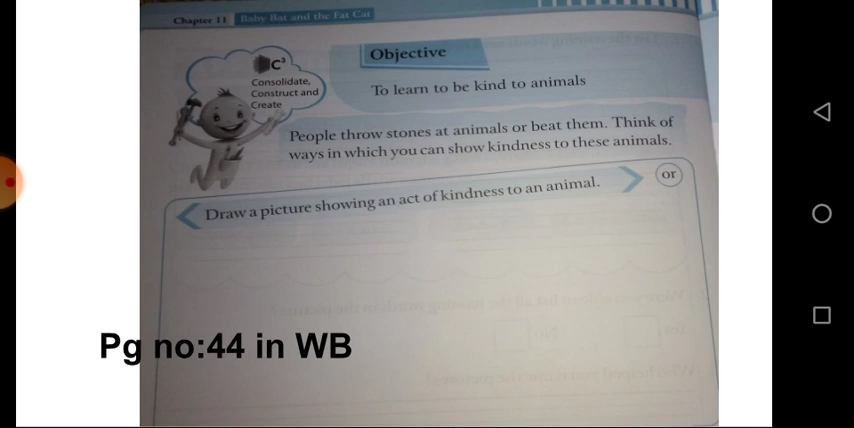 Chapter 11 Baby Bat and the Fat Cat
C³
Consolidate,
Construct and
Create
Objective
To learn to be kind to animals
People throw stones at animals or beat them. Think of
ways in which you can show kindness to these animals.
Draw a picture showing an act of kindness to an animal.
or
Pg no:44 in WB